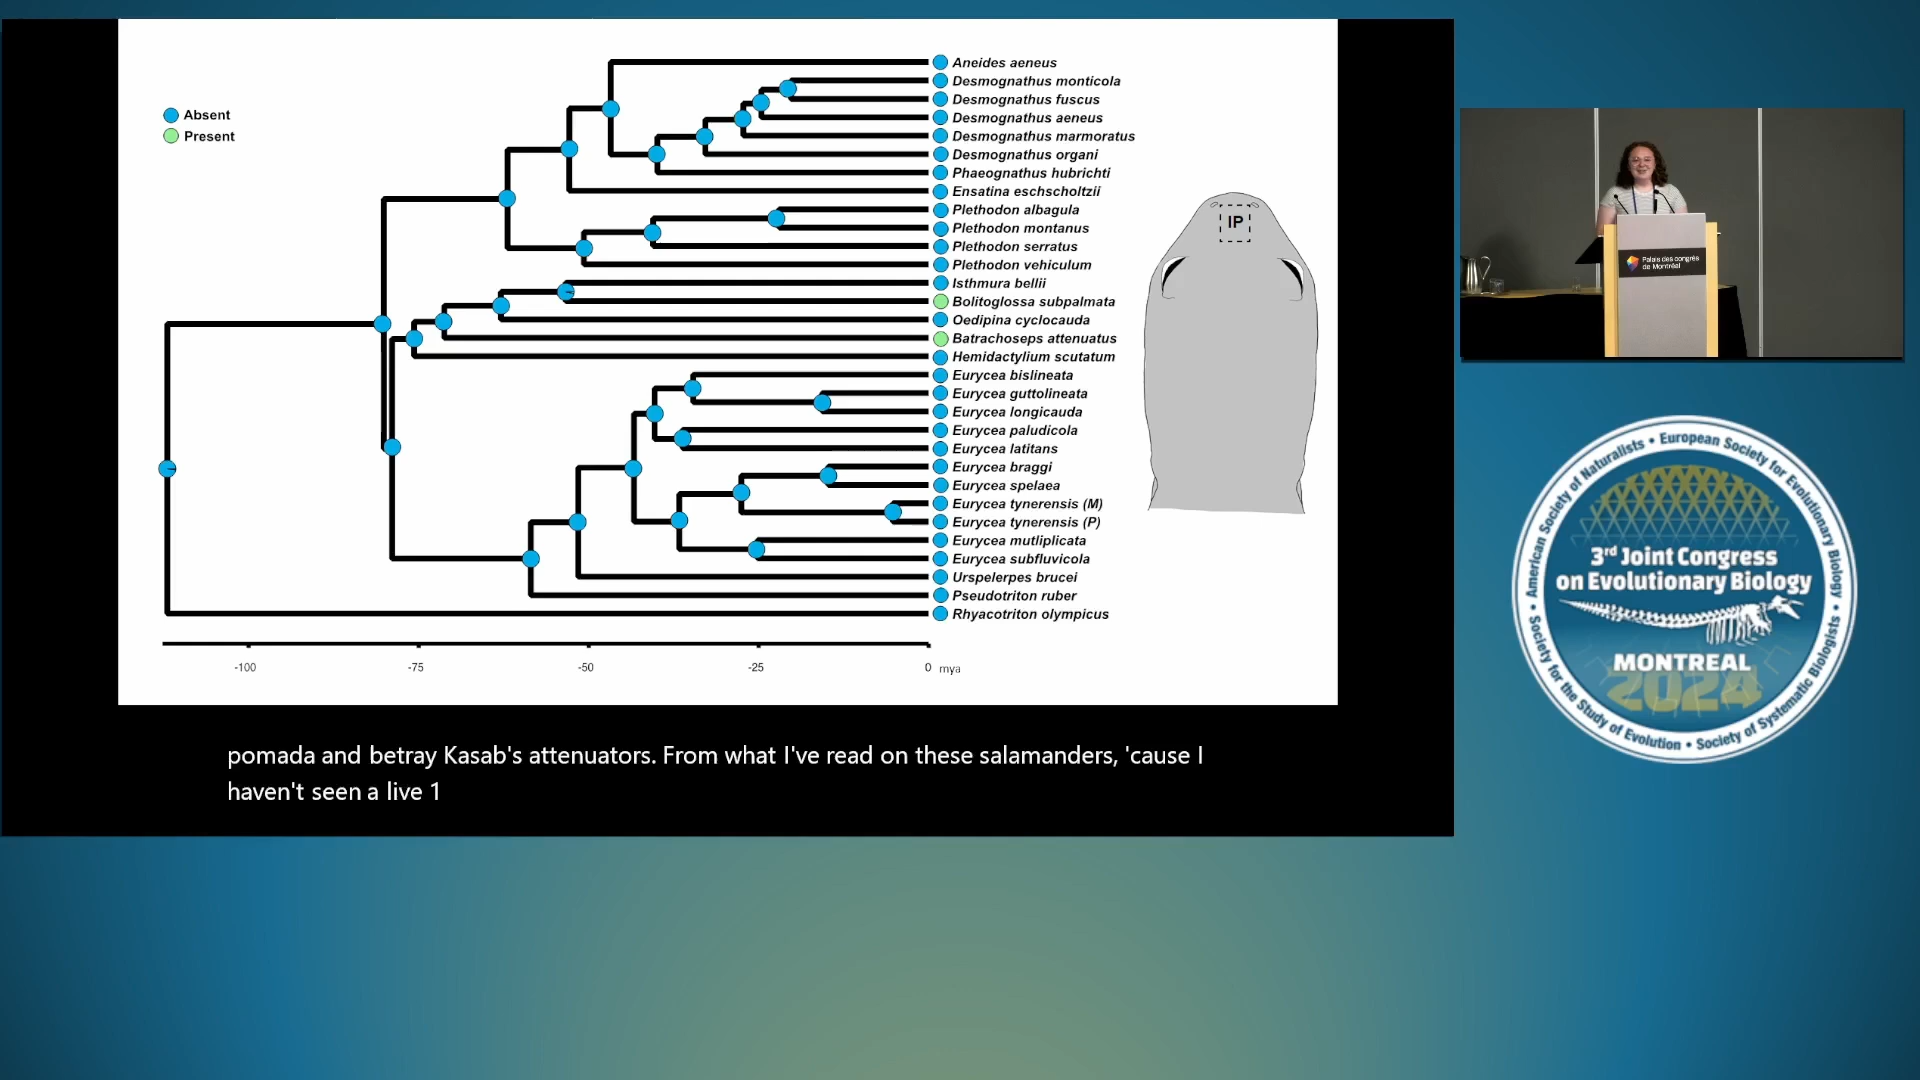 Absent
Present
Aneides aeneus
Desmognathus monticola
Desmognathus fuscus
Desmognathus aeneus
Desmognathus marmoratus
Desmognathus organi
Phaeognathus hubrichti
Ensatina eschscholtzii
Plethodon albagula
Plethodon montanus
Plethodon serratus
Plethodon vehiculum
Isthmura bellii
Bolitoglossa subpalmata
Oedipina cyclocauda
Batrachoseps attenuatus
Hemidactylium scutatum
Eurycea bislineata
Eurycea guttolineata
Eurycea longicauda
Eurycea paludicola
Eurycea latitans
Eurycea braggi
Eurycea spelaea
Eurycea tynerensis (M)
Eurycea tynerensis (P)
Eurycea mutliplicata
Eurycea subfluvicola
Urspelerpes brucei
Pseudotriton ruber
Rhyacotriton olympicus
-100 -75 -50 -25 0 mya
IP
pomada and betray Kasab's attenuators. From what I've read on these salamanders, 'cause I
haven't seen a live 1
Palais des congrès
de Montréal
American Society of Naturalists • European Society for Evolutionary Biology •
Society for the Study of Evolution • Society of Systematic Biologists •
3rd Joint Congress
on Evolutionary Biology
MONTREAL
2024